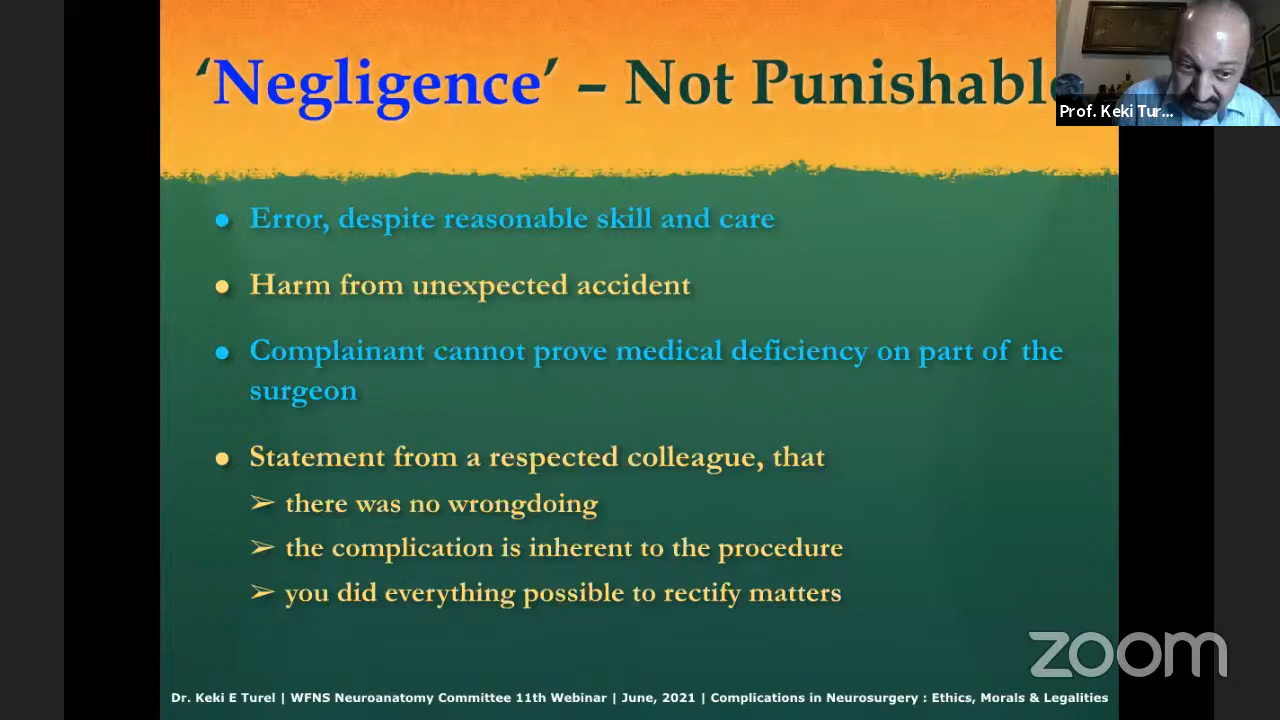 ‘Negligence’ – Not Punishabl
Prof. Keki Tur...
• Error, despite reasonable skill and care
• Harm from unexpected accident
• Complainant cannot prove medical deficiency on part of the
surgeon
• Statement from a respected colleague, that
➢ there was no wrongdoing
➢ the complication is inherent to the procedure
➢ you did everything possible to rectify matters
zoom
Dr. Keki E Turel | WFNS Neuroanatomy Committee 11th Webinar | June, 2021 | Complications in Neurosurgery : Ethics, Morals & Legalities